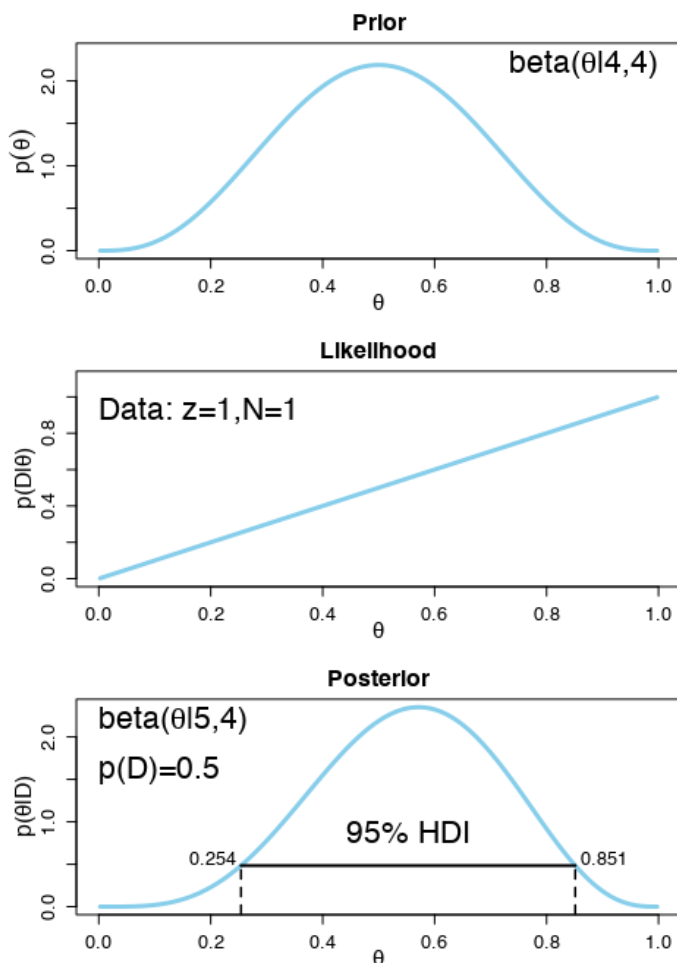 Prior
beta(θ|4,4)
p(θ)
0.0
1.0
2.0
0.0 0.2 0.4 0.6 0.8 1.0
θ
Likelihood
Data: z=1,N=1
p(D|θ)
0.0
0.4
0.8
0.0 0.2 0.4 0.6 0.8 1.0
θ
Posterior
beta(θ|5,4)
p(D)=0.5
p(θ|D)
0.0
1.0
2.0
95% HDI
0.254 0.851
0.0 0.2 0.4 0.6 0.8 1.0
θ